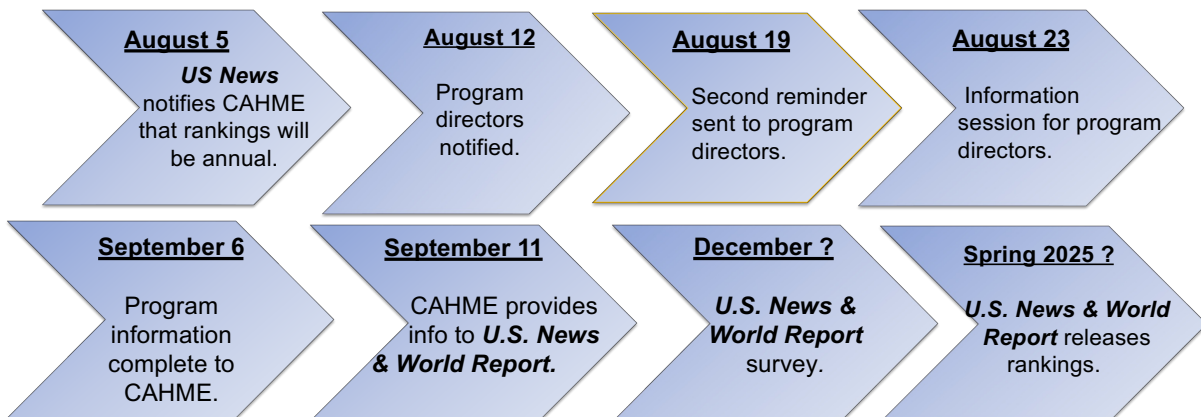 August 5
US News
notifies CAHME
that rankings will
be annual.
August 12
Program
directors
notified.
August 19
Second reminder
sent to program
directors.
August 23
Information
session for program
directors.
September 6
Program
information
complete to
CAHME.
September 11
CAHME provides
info to U.S. News
& World Report.
December ?
U.S. News &
World Report
survey.
Spring 2025 ?
U.S. News & World
Report releases
rankings.